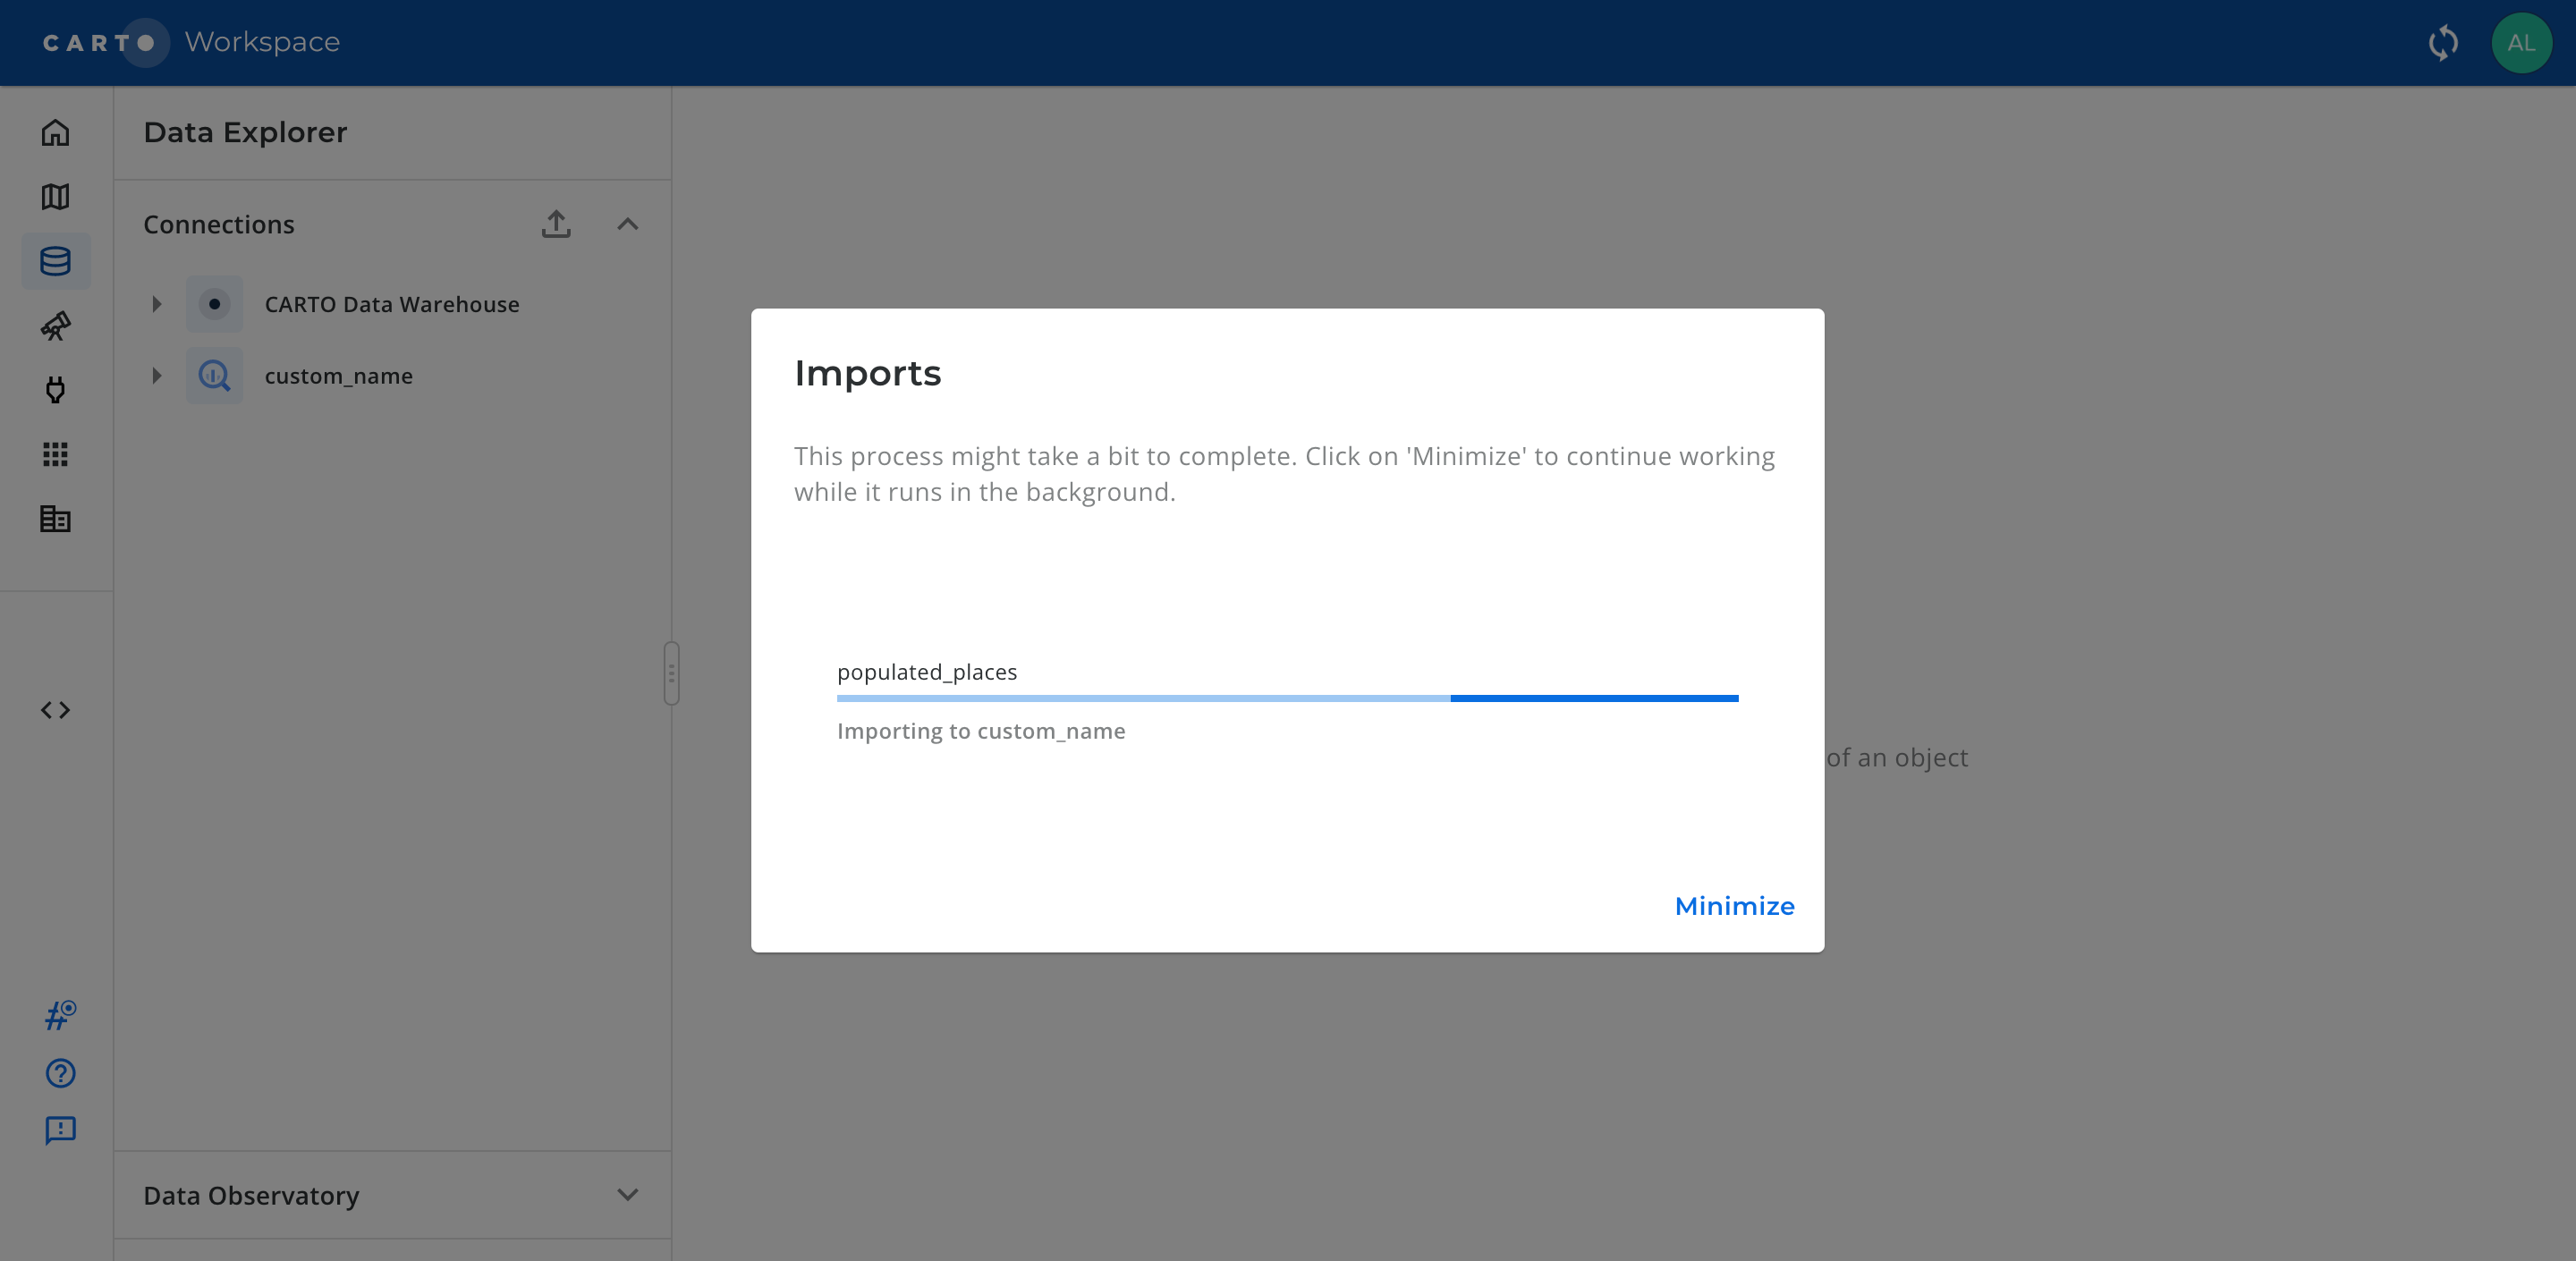 CARTO Workspace
AL
Data Explorer
Connections
CARTO Data Warehouse
custom_name
Data Observatory
Imports
This process might take a bit to complete. Click on 'Minimize' to continue working
while it runs in the background.
populated_places
Importing to custom_name
Minimize
of an object